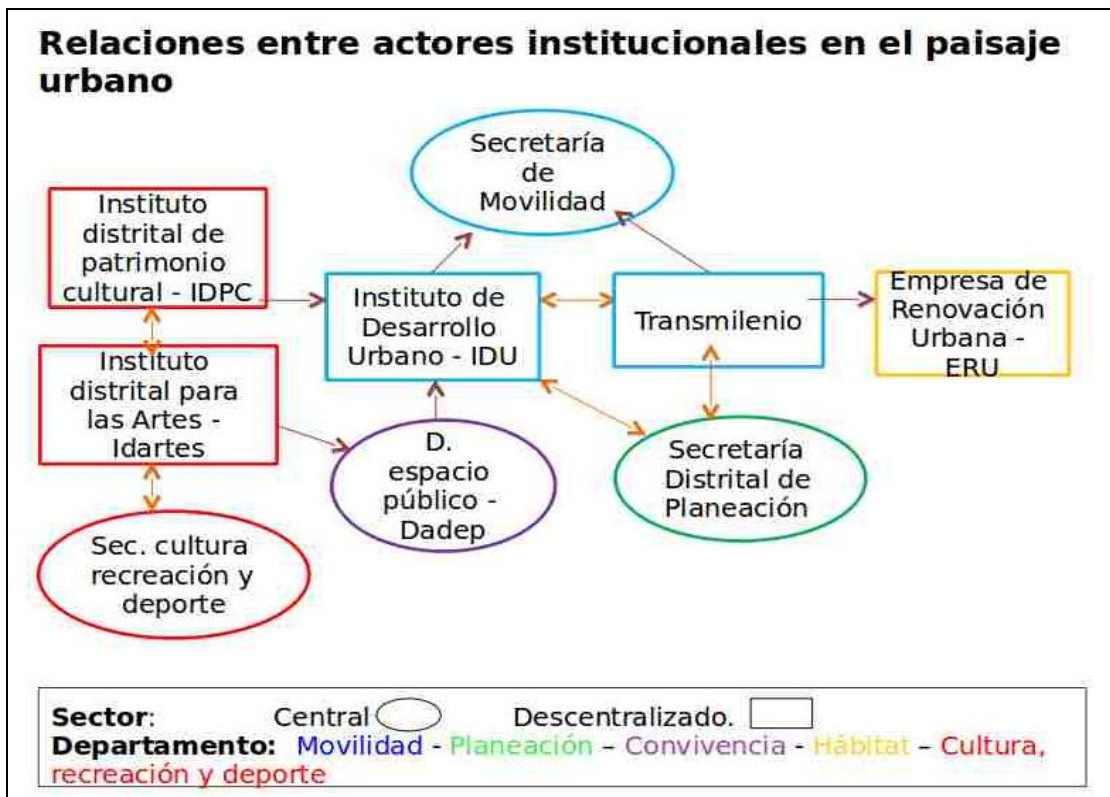 Relaciones entre actores institucionales en el paisaje
urbano
Secretaría
de
Movilidad
Instituto
distrital de
patrimonio
cultural - IDPC
Instituto de
Desarrollo
Urbano - IDU
Transmilenio
Empresa de
Renovación
Urbana -
ERU
Instituto
distrital para
las Artes -
Idartes
D.
espacio
público -
Dadep
Secretaría
Distrital de
Planeación
Sec. cultura
recreación y
deporte
Sector: Central Descentralizado.
Departamento: Movilidad - Planeación – Convivencia - Hábitat – Cultura,
recreación y deporte